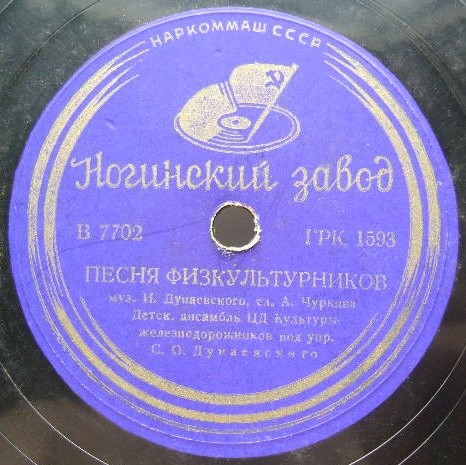 НАРКОММАШ СССР
Ногинский завод
В 7702 ГРК 1593
ПЕСНЯ ФИЗКУЛЬТУРНИКОВ
муз. И. Дунаевского, сл. А. Чуркина
Детск. ансамбль ЦД Культуры
железнодорожников под упр.
С. О. Дунаевского